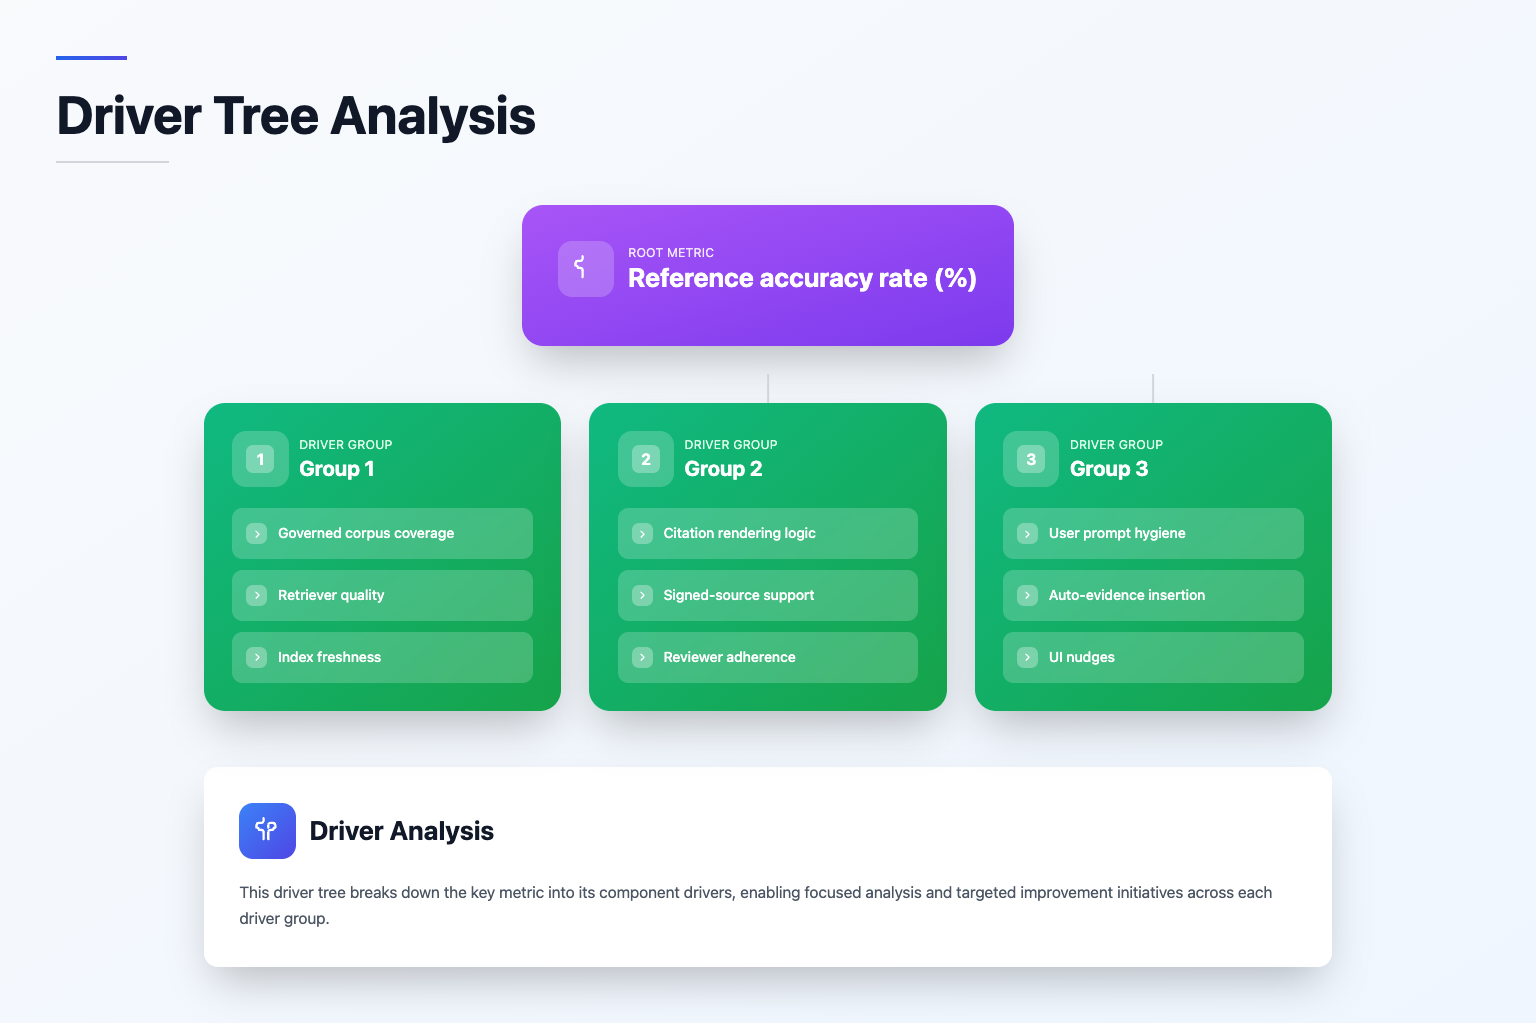 Driver Tree Analysis
ROOT METRIC
Reference accuracy rate (%)
1
DRIVER GROUP
Group 1
Governed corpus coverage
Retriever quality
Index freshness
2
DRIVER GROUP
Group 2
Citation rendering logic
Signed-source support
Reviewer adherence
3
DRIVER GROUP
Group 3
User prompt hygiene
Auto-evidence insertion
UI nudges
Driver Analysis
This driver tree breaks down the key metric into its component drivers, enabling focused analysis and targeted improvement initiatives across each
driver group.